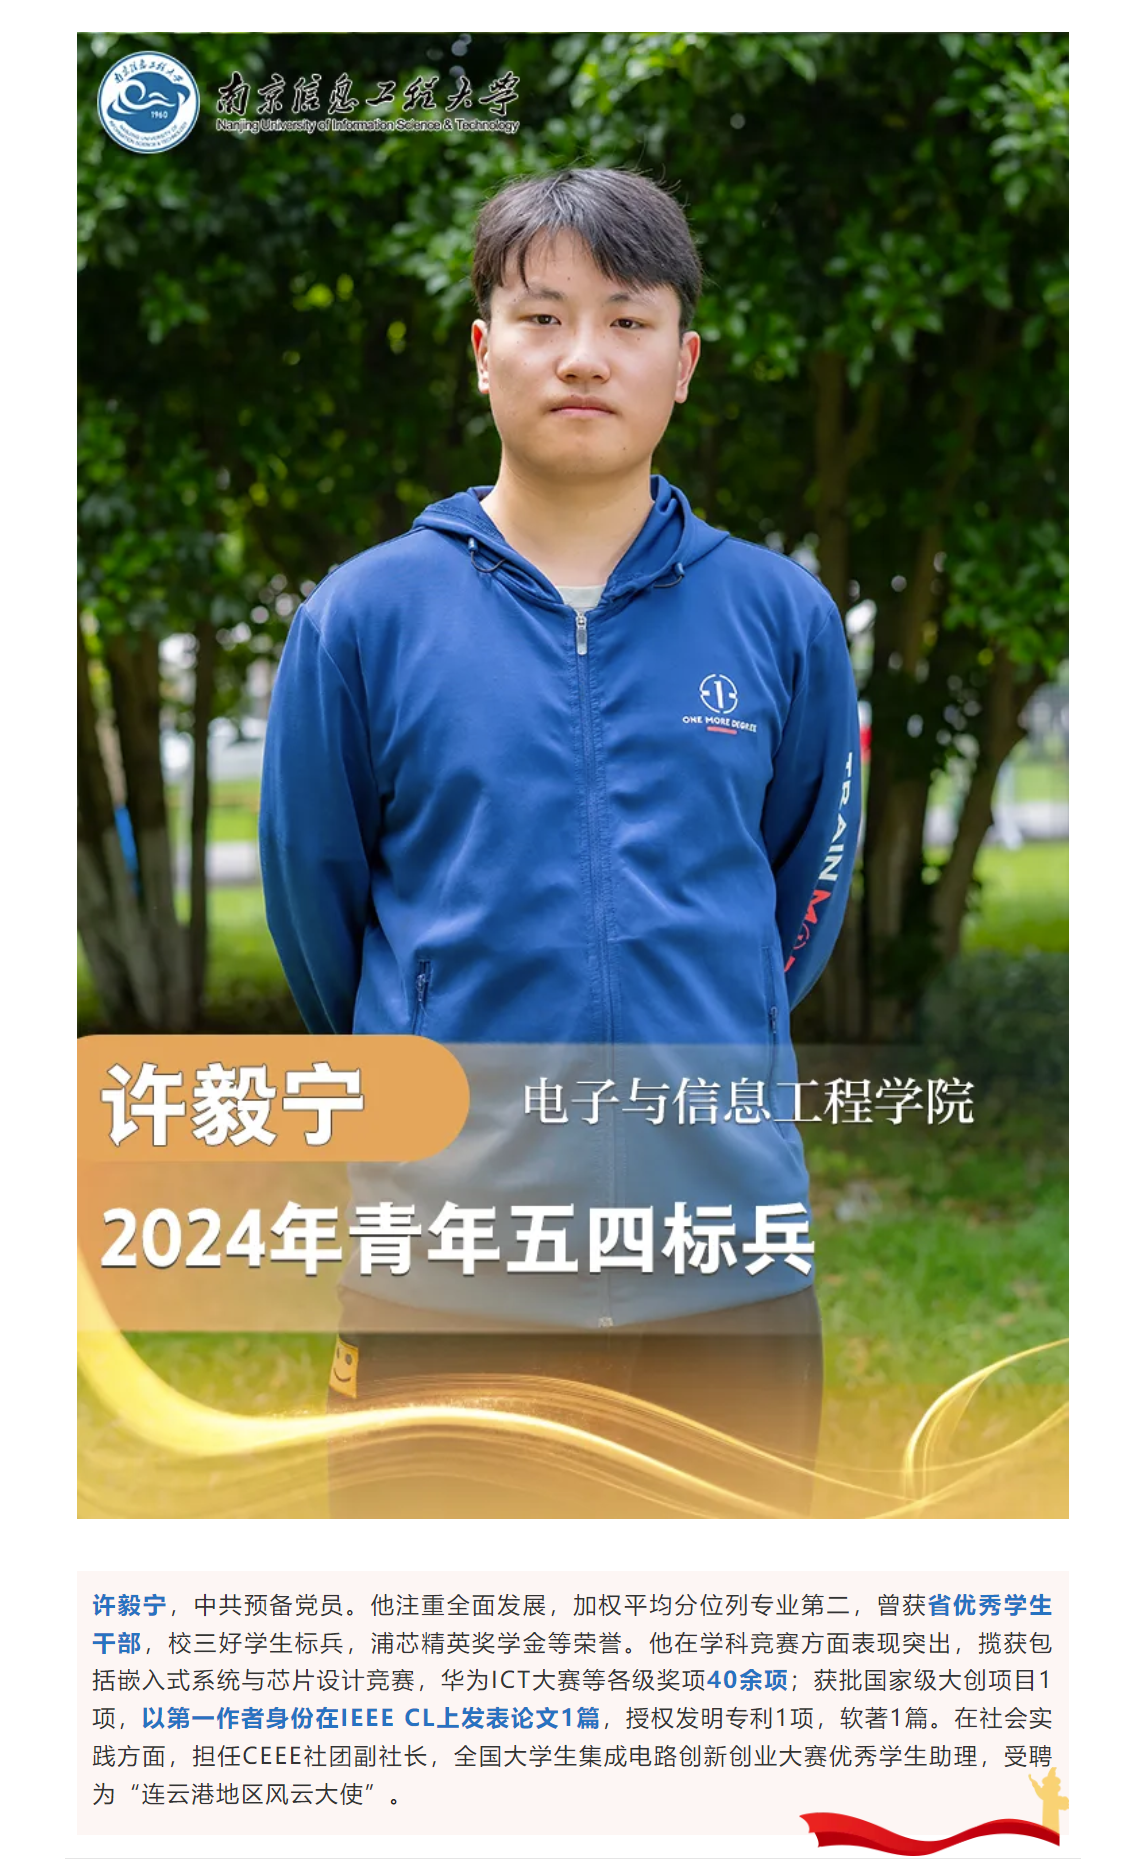 南京信息工程大学
Nanjing University of Information Science & Technology
1960
ONE MORE DEGREE
TRAIN
许毅宁
电子与信息工程学院
2024年青年五四标兵
许毅宁，中共预备党员。他注重全面发展，加权平均分位列专业第二，曾获省优秀学生
干部，校三好学生标兵，浦芯精英奖学金等荣誉。他在学科竞赛方面表现突出，揽获包
括嵌入式系统与芯片设计竞赛，华为ICT大赛等各级奖项40余项；获批国家级大创项目1
项，以第一作者身份在IEEE CL上发表论文1篇，授权发明专利1项，软著1篇。在社会实
践方面，担任CEEE社团副社长，全国大学生集成电路创新创业大赛优秀学生助理，受聘
为“连云港地区风云大使”。